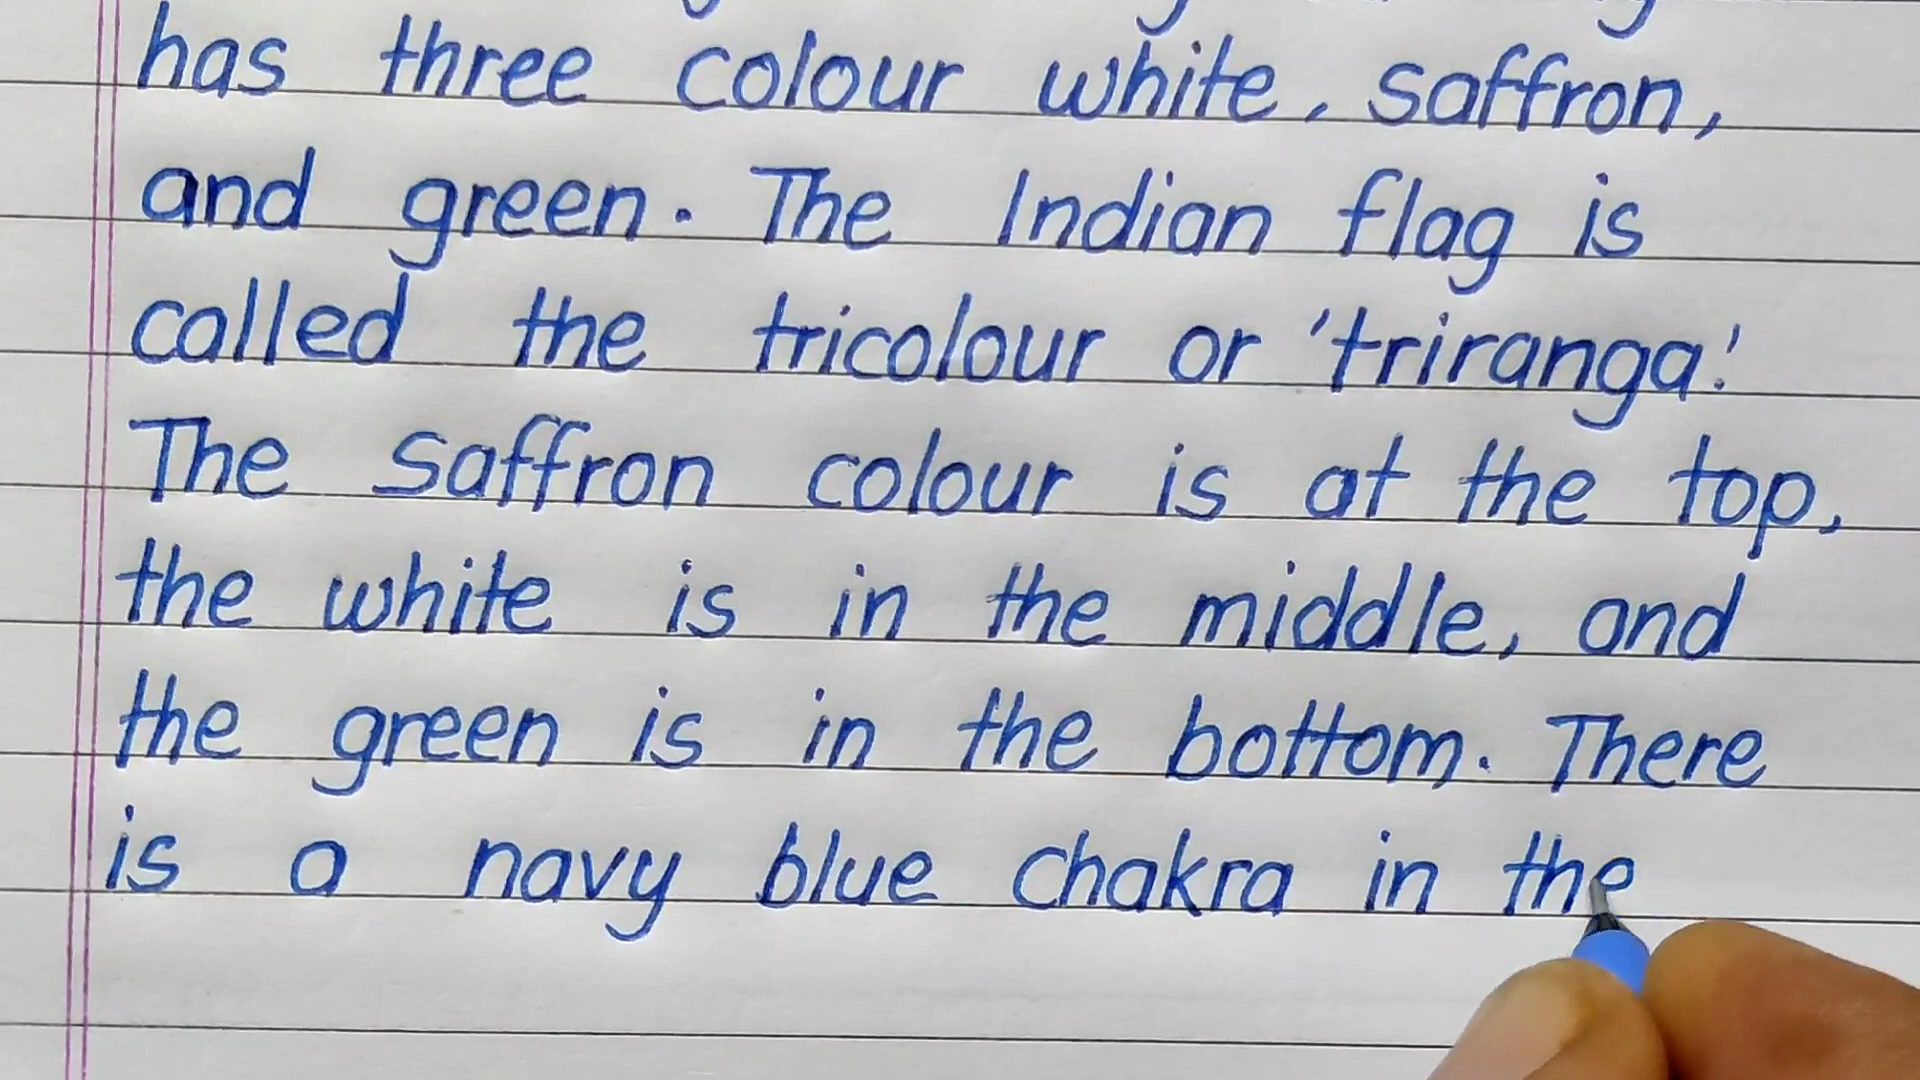 has three colour white, saffron,
and green. The Indian flag is
called the tricolour or 'triranga.'
The saffron colour is at the top,
the white is in the middle, and
the green is in the bottom. There
is a navy blue chakra in the